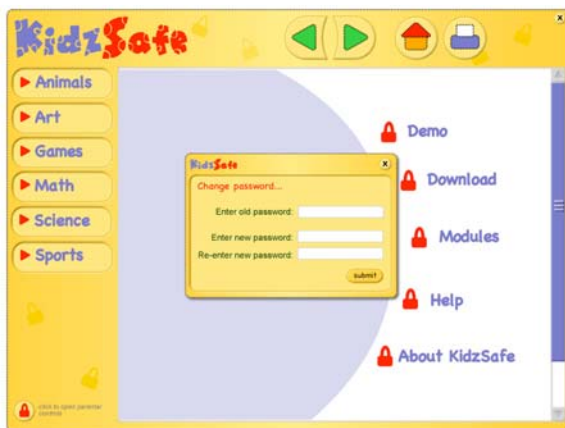 KidzSafe
Animals
Art
Games
Math
Science
Sports
Demo
Download
Modules
Help
About KidzSafe
KidzSafe
Change password...
Enter old password:
Enter new password:
Re-enter new password:
submit
click to open parental
controls